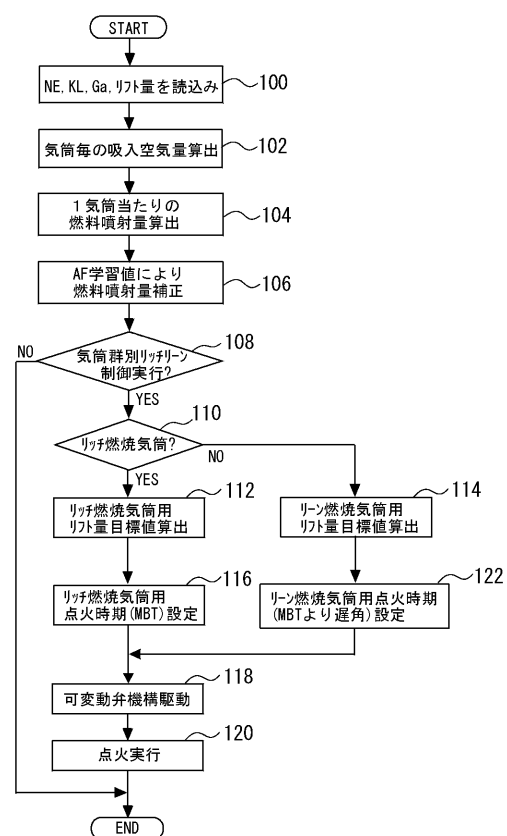 START
NE, KL, Ga, リフト量を読込み
100
気筒毎の吸入空気量算出
102
1気筒当たりの
燃料噴射量算出
104
AF学習値により
燃料噴射量補正
106
気筒群別リッチリーン
制御実行?
108
NO
YES
リッチ燃焼気筒?
110
NO
YES
リッチ燃焼気筒用
リフト量目標値算出
112
リーン燃焼気筒用
リフト量目標値算出
114
リッチ燃焼気筒用
点火時期(MBT)設定
116
リーン燃焼気筒用点火時期
(MBTより遅角)設定
122
可変動弁機構駆動
118
点火実行
120
END